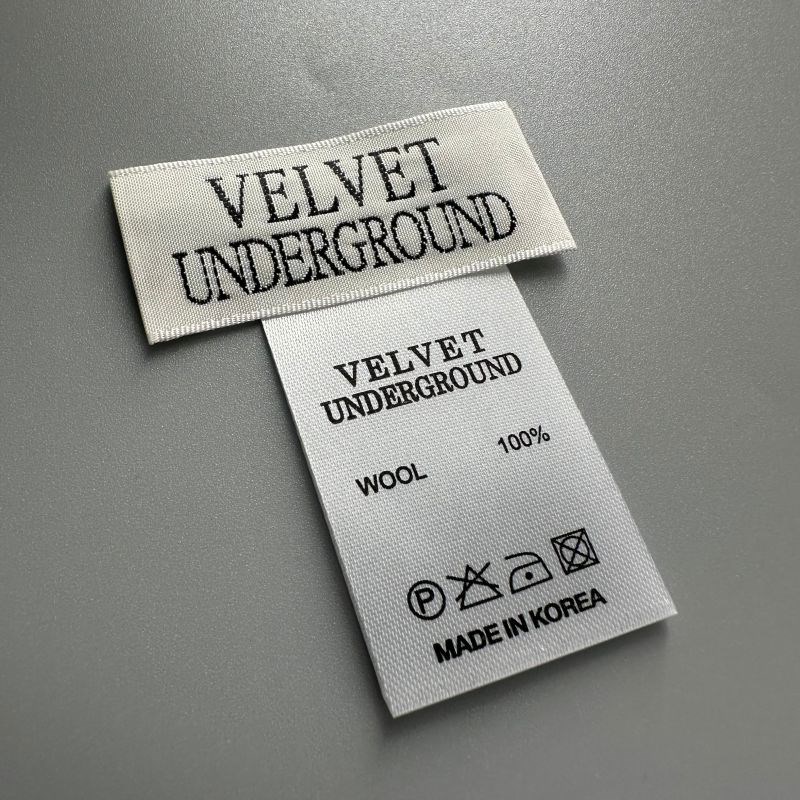 VELVET
UNDERGROUND
VELVET
UNDERGROUND
WOOL 100%
P
MADE IN KOREA